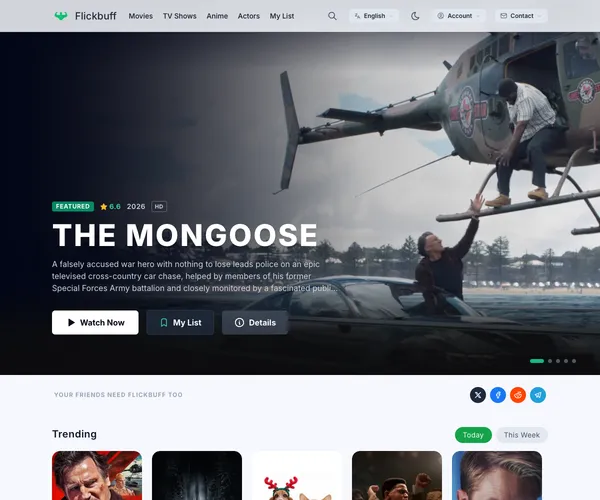 Flickbuff
Movies
TV Shows
Anime
Actors
My List
English
Account
Contact
FEATURED
6.6
2026
HD
THE MONGOOSE
A falsely accused war hero with nothing to lose leads police on an epic
televised cross-country car chase, helped by members of his former
Special Forces Army battalion and closely monitored by a fascinated publi...
Watch Now
My List
Details
YOUR FRIENDS NEED FLICKBUFF TOO
Trending
Today
This Week